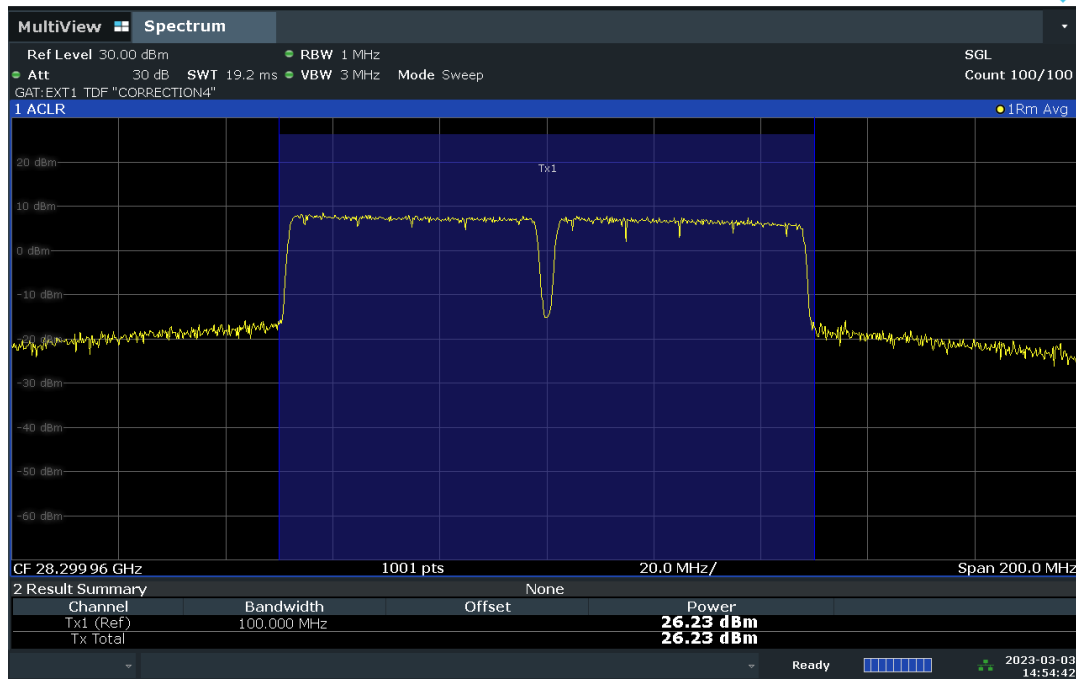 MultiView Spectrum
Ref Level 30.00 dBm RBW 1 MHz SGL
Att 30 dB SWT 19.2 ms VBW 3 MHz Mode Sweep Count 100/100
GAT:EXT1 TDF "CORRECTION4"
1 ACLR 1Rm Avg
20 dBm
Tx1
10 dBm
0 dBm
-10 dBm
-20 dBm
-30 dBm
-40 dBm
-50 dBm
-60 dBm
CF 28.299 96 GHz 1001 pts 20.0 MHz/ Span 200.0 MHz
2 Result Summary None
Channel Bandwidth Offset Power
Tx1 (Ref) 100.000 MHz 26.23 dBm
Tx Total 26.23 dBm
Ready 2023-03-03
14:54:42